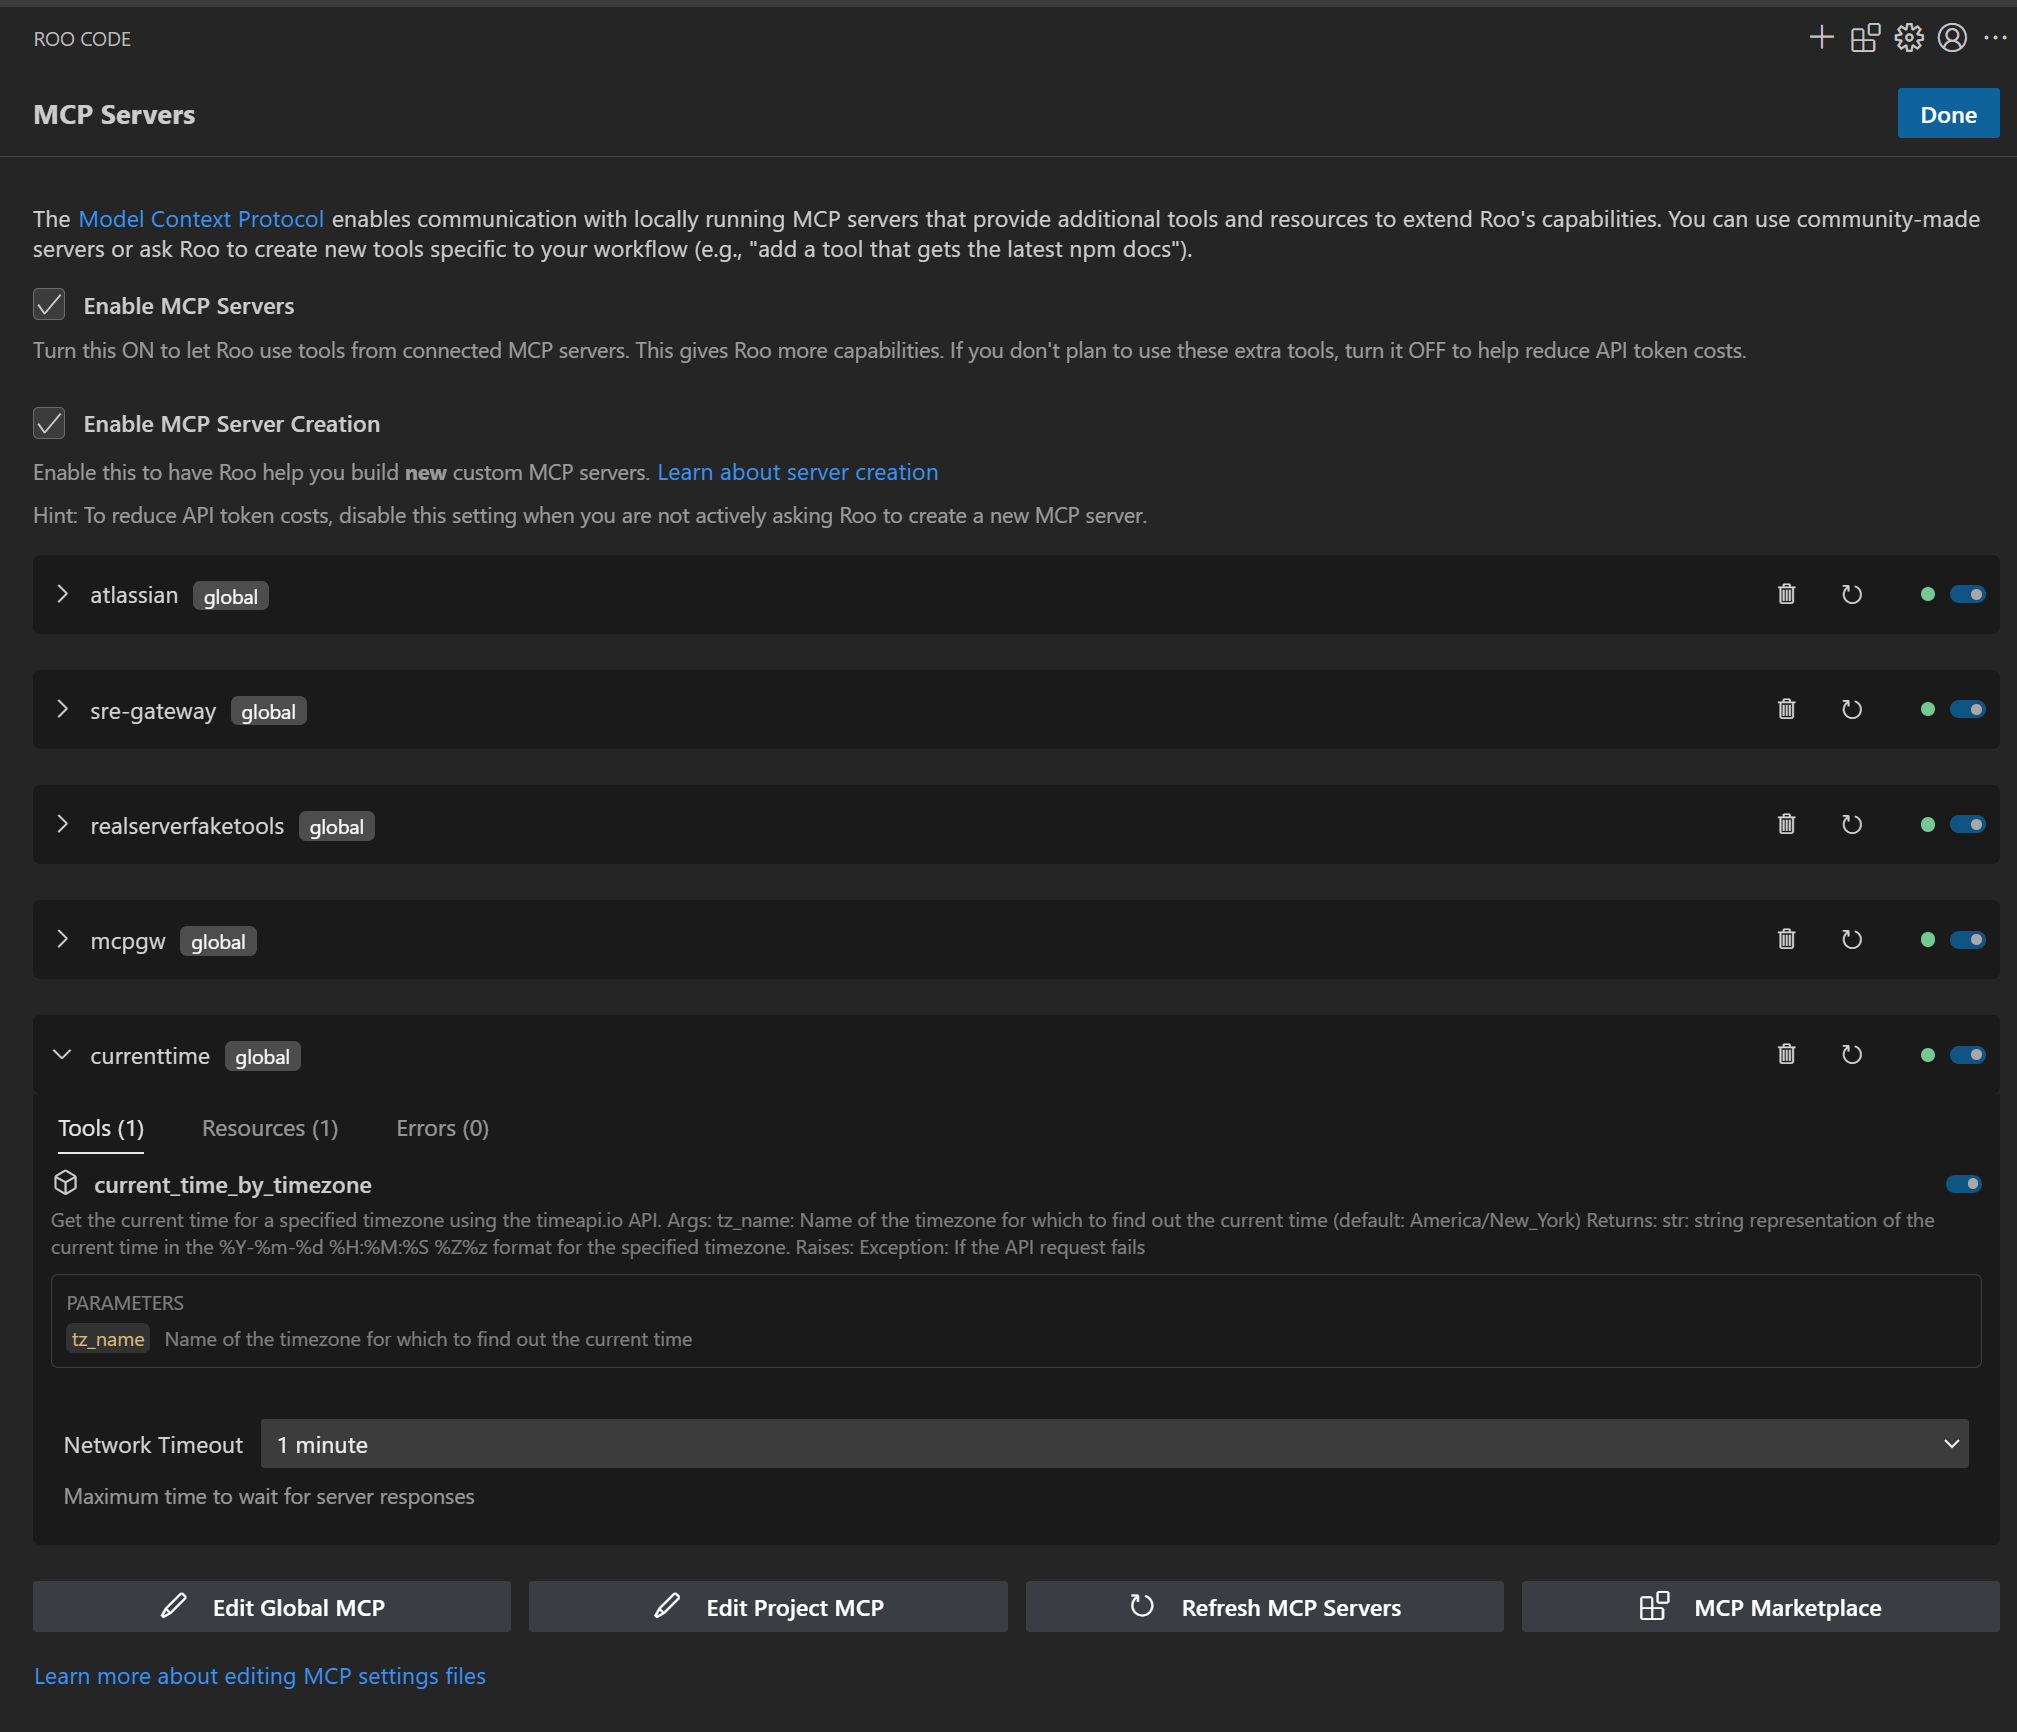 ROO CODE
MCP Servers
Done
The Model Context Protocol enables communication with locally running MCP servers that provide additional tools and resources to extend Roo's capabilities. You can use community-made
servers or ask Roo to create new tools specific to your workflow (e.g., "add a tool that gets the latest npm docs").
Enable MCP Servers
Turn this ON to let Roo use tools from connected MCP servers. This gives Roo more capabilities. If you don't plan to use these extra tools, turn it OFF to help reduce API token costs.
Enable MCP Server Creation
Enable this to have Roo help you build new custom MCP servers. Learn about server creation
Hint: To reduce API token costs, disable this setting when you are not actively asking Roo to create a new MCP server.
atlassian global
sre-gateway global
realserverfaketools global
mcpgw global
currenttime global
Tools (1) Resources (1) Errors (0)
current_time_by_timezone
Get the current time for a specified timezone using the timeapi.io API. Args: tz_name: Name of the timezone for which to find out the current time (default: America/New_York) Returns: str: string representation of the
current time in the %Y-%m-%d %H:%M:%S %Z%z format for the specified timezone. Raises: Exception: If the API request fails
PARAMETERS
tz_name Name of the timezone for which to find out the current time
Network Timeout 1 minute
Maximum time to wait for server responses
Edit Global MCP Edit Project MCP Refresh MCP Servers MCP Marketplace
Learn more about editing MCP settings files